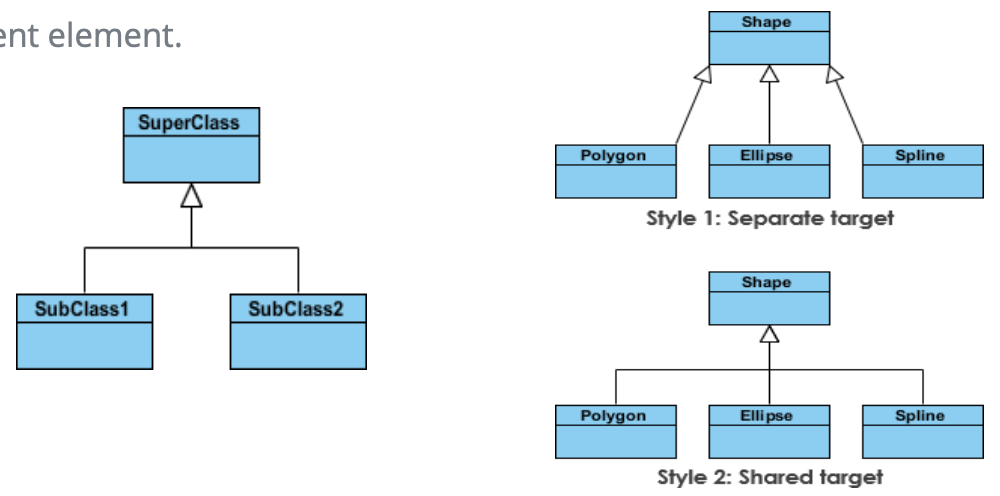 ent element.
SuperClass
SubClass1 SubClass2
Shape
Polygon Ellipse Spline
Style 1: Separate target
Shape
Polygon Ellipse Spline
Style 2: Shared target